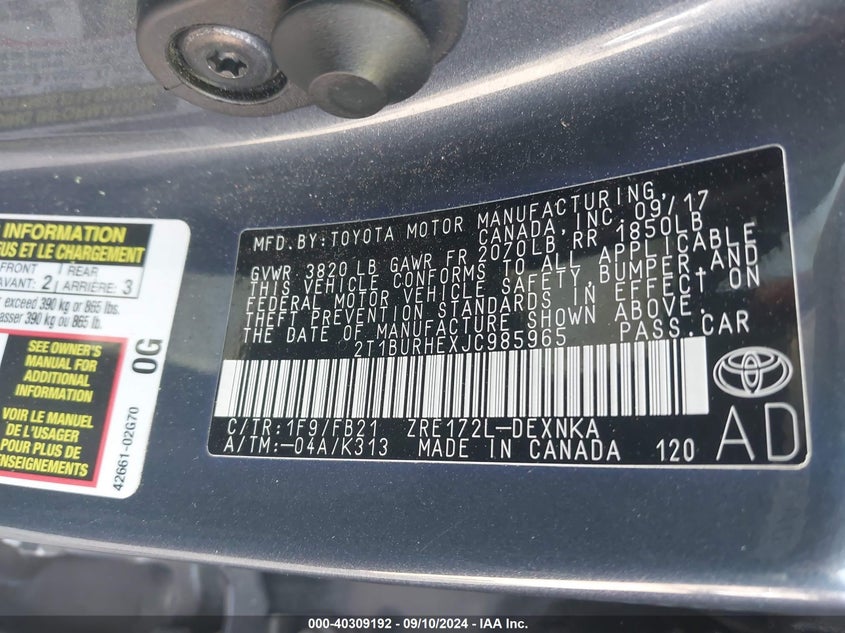 INFORMATION
US ET LE CHARGEMENT
FRONT
AVANT: 2
REAR
ARRIÈRE: 3
exceed 390 kg or 865 lbs.
asser 390 kg ou 865 lb.
SEE OWNER'S
MANUAL FOR
ADDITIONAL
INFORMATION
VOIR LE MANUEL
DE L'USAGER
POUR PLUS DE
RENSEIGNEMENTS
0G
42661-02G70
MFD. BY: TOYOTA MOTOR MANUFACTURING,
CANADA, INC. 09/17
GVWR 3820 LB GAWR FR 2070LB RR 1850LB
THIS VEHICLE CONFORMS TO ALL APPLICABLE
FEDERAL MOTOR VEHICLE SAFETY, BUMPER, AND
THEFT PREVENTION STANDARDS IN EFFECT ON
THE DATE OF MANUFACTURE SHOWN ABOVE.
2T1BURHEXJC985965 PASS.CAR
C/TR:1F9/FB21 ZRE172L-DEXNKA
A/TM:-04A/K313 MADE IN CANADA 120
AD
000-40309192 - 09/10/2024 - IAA Inc.